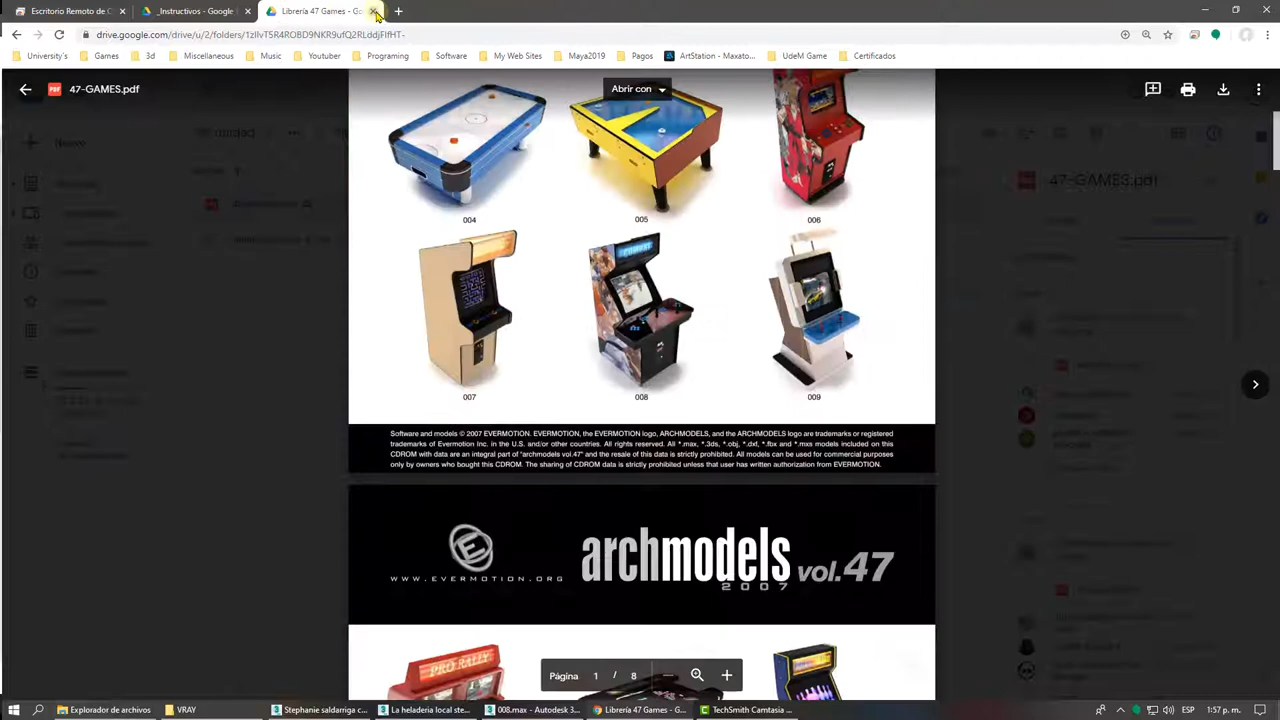 Escritorio Remoto de C
_Instructivos - Google
Librería 47 Games - Go
drive.google.com/drive/u/2/folders/1zIIvT5R4ROBD9NKR9ufQ2RLddjFIfHT-
University's
Games
3d
Miscellaneous
Music
Youtuber
Programing
Software
My Web Sites
Maya2019
Pagos
ArtStation - Maxato...
UdeM Game
Certificados
PDF
47-GAMES.pdf
Abrir con
47-GAMES.pdf
004
005
006
007
008
009
Software and models © 2007 EVERMOTION. EVERMOTION, the EVERMOTION logo, ARCHMODELS, and the ARCHMODELS logo are trademarks or registered
trademarks of Evermotion Inc. in the U.S. and/or other countries. All rights reserved. All *.max, *.3ds, *.obj, *.dxf, *.fbx and *.mxs models included on this
CDROM with data are an integral part of "archmodels vol.47" and the resale of this data is strictly prohibited. All models can be used for commercial purposes
only by owners who bought this CDROM. The sharing of CDROM data is strictly prohibited unless that user has written authorization from EVERMOTION.
WWW.EVERMOTION.ORG
archmodels vol.47
2007
PRO RALLY
Página 1 / 8
Explorador de archivos
VRAY
Stephanie saldarriga c...
La heladeria local ste...
008.max - Autodesk 3...
Librería 47 Games - G...
TechSmith Camtasia ...
ESP
1:57 p. m.